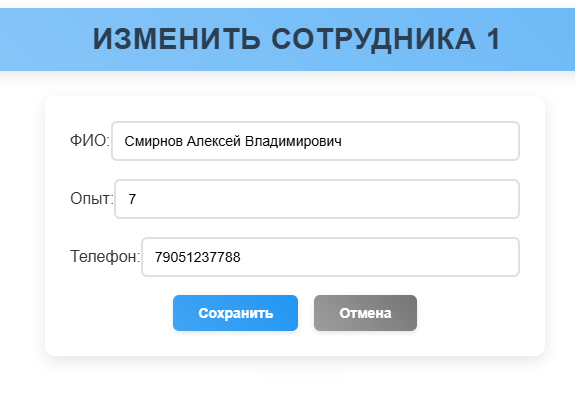 ИЗМЕНИТЬ СОТРУДНИКА 1
ФИО: Смирнов Алексей Владимирович
Опыт: 7
Телефон: 79051237788
Сохранить Отмена